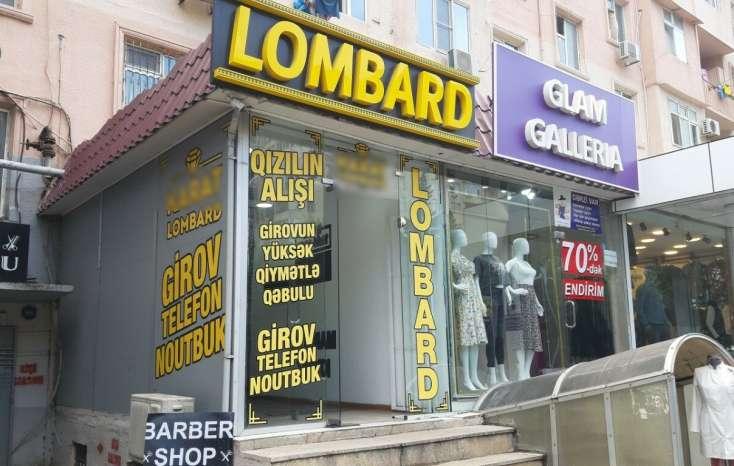 LOMBARD
GLAM
GALLERIA
LOMBARD
GİROV
TELEFON
NOUTBUK
QIZILIN
ALIŞI
GİROVUN
YÜKSƏK
QİYMƏTLƏ
QƏBULU
GİROV
TELEFON
NOUTBUK
LOMBARD
70%
-dək
ENDİRİM
U
BARBER
SHOP